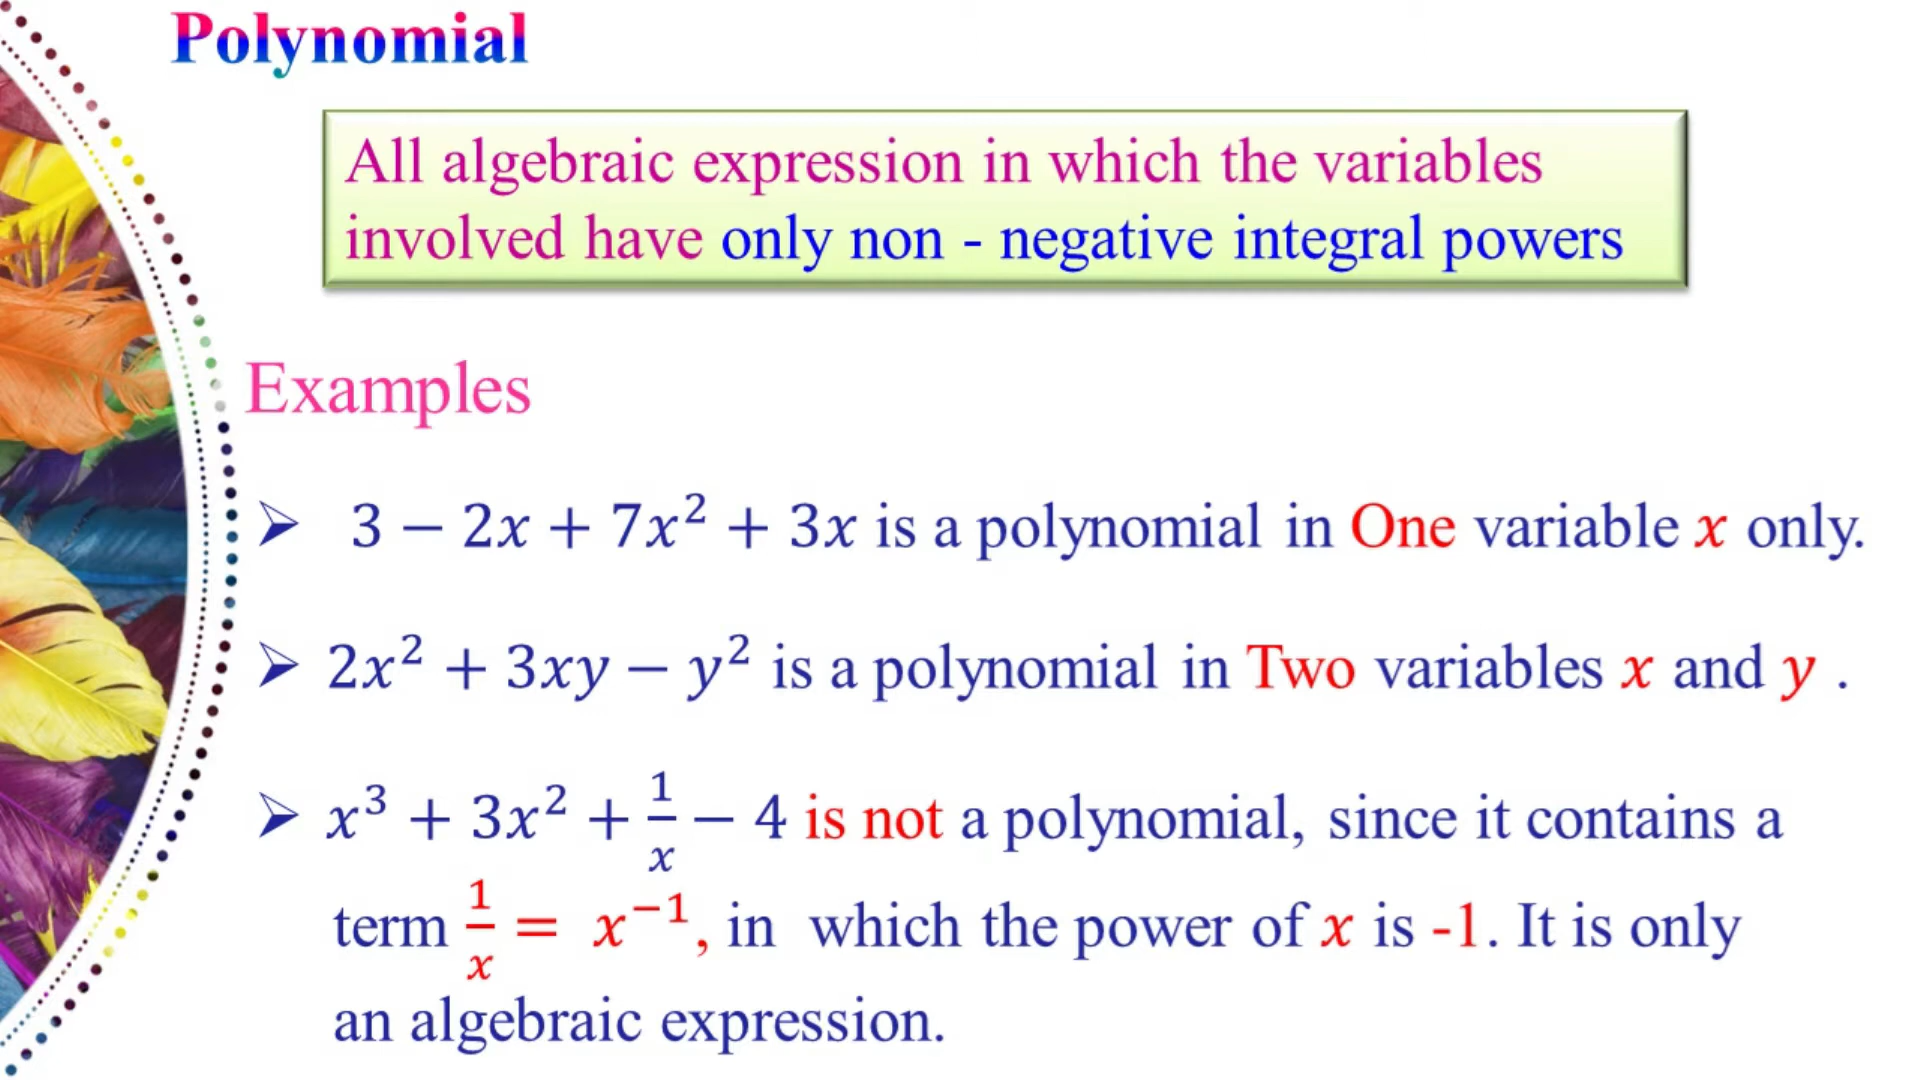 Polynomial
All algebraic expression in which the variables
involved have only non - negative integral powers
Examples
➢ 3 − 2x + 7x² + 3x is a polynomial in One variable x only.
➢ 2x² + 3xy − y² is a polynomial in Two variables x and y .
➢ x³ + 3x² + 1/x − 4 is not a polynomial, since it contains a
term 1/x = x⁻¹, in which the power of x is -1. It is only
an algebraic expression.